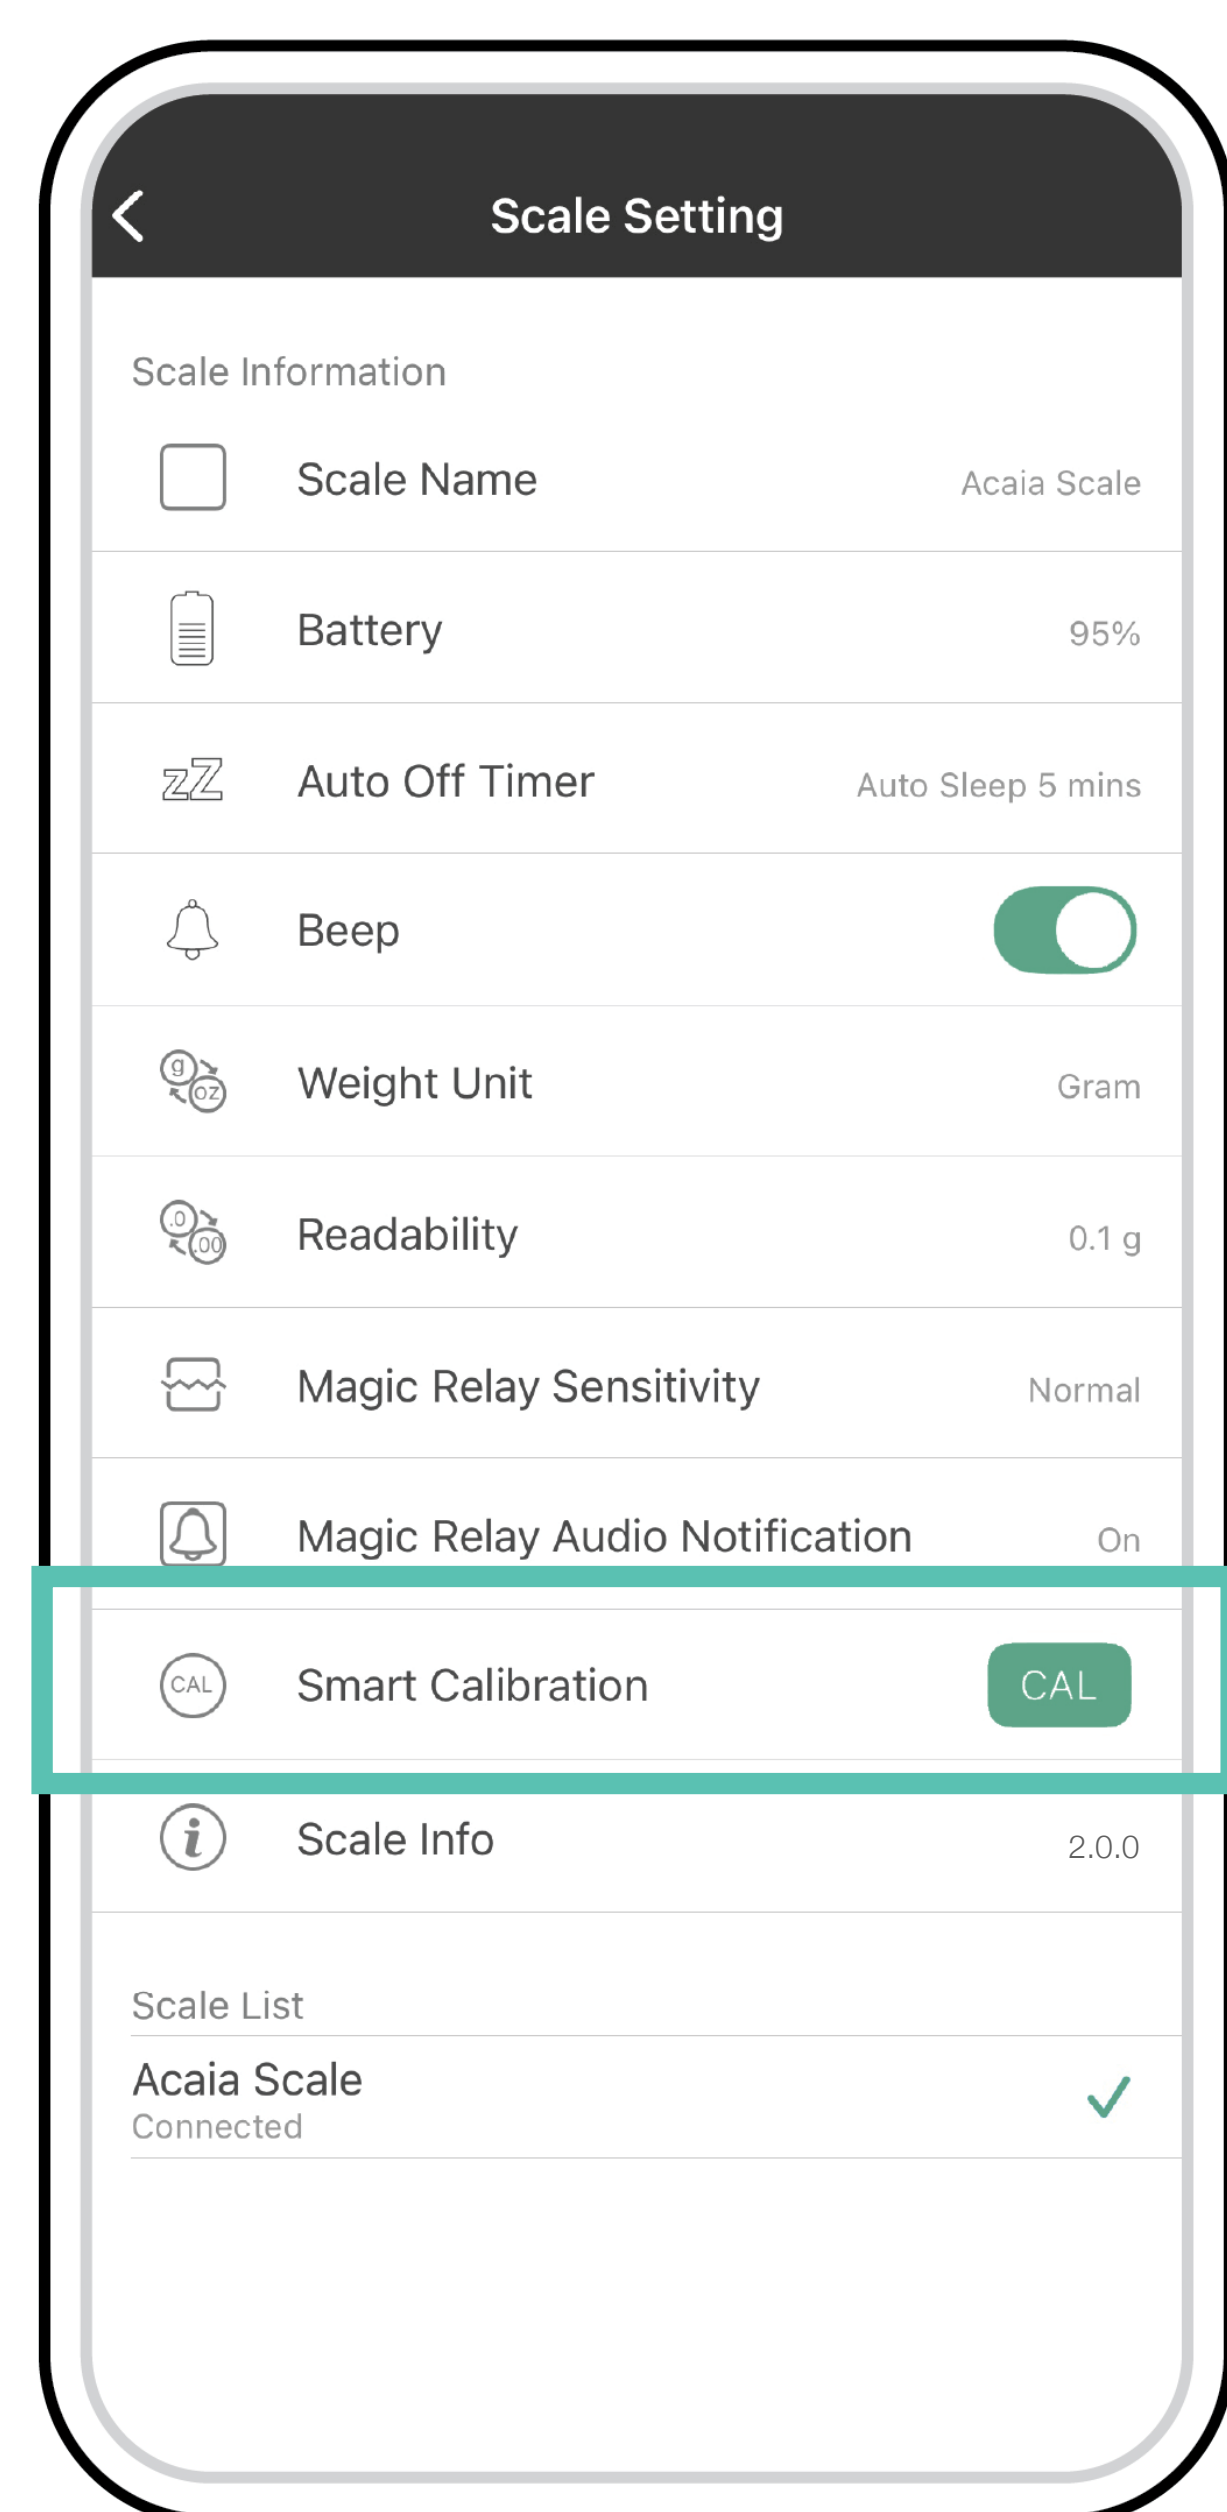 Scale Setting
Scale Information
Scale Name Acaia Scale
Battery 95%
zZ Auto Off Timer Auto Sleep 5 mins
Beep
g oz Weight Unit Gram
.0 .00 Readability 0.1 g
Magic Relay Sensitivity Normal
Magic Relay Audio Notification On
CAL Smart Calibration CAL
i Scale Info 2.0.0
Scale List
Acaia Scale
Connected